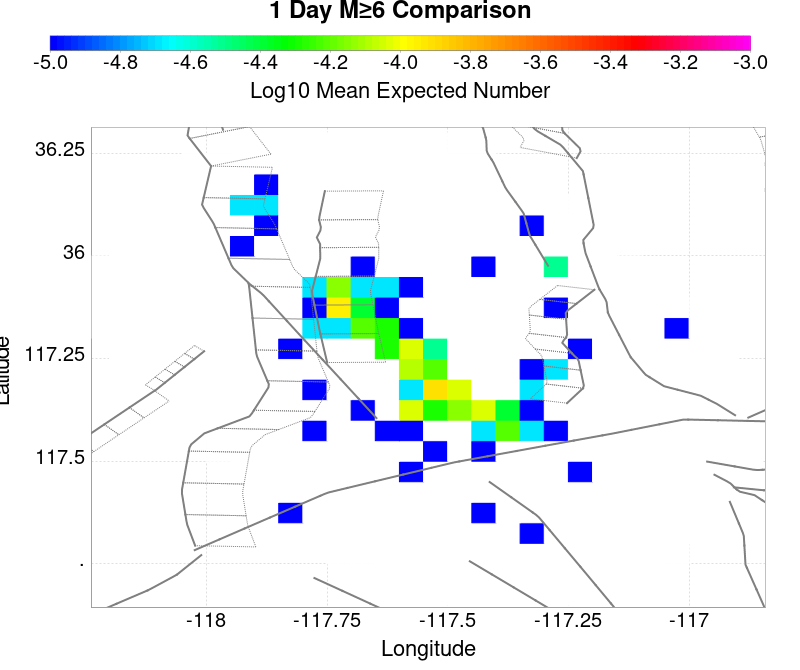 1 Day M≥6 Comparison
-5.0 -4.8 -4.6 -4.4 -4.2 -4.0 -3.8 -3.6 -3.4 -3.2 -3.0
Log10 Mean Expected Number
36.25
36
117.25
117.5
.
Latitude
-118 -117.75 -117.5 -117.25 -117
Longitude